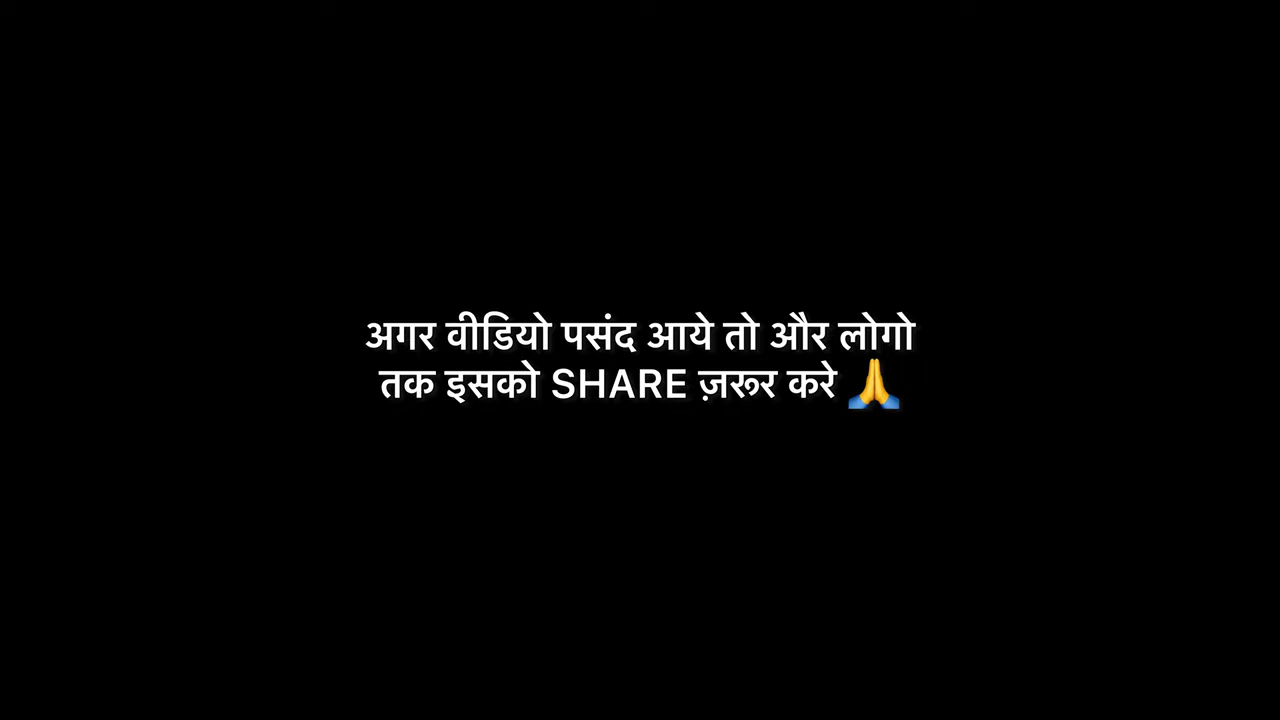 अगर वीडियो पसंद आये तो और लोगो
तक इसको SHARE ज़रूर करे 🙏